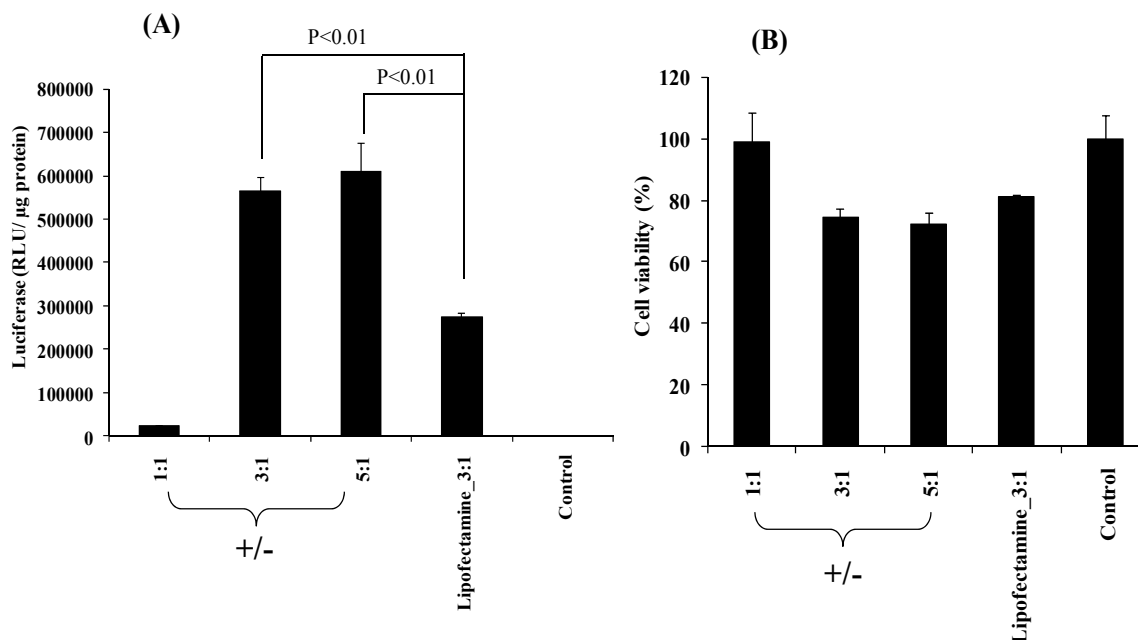 (A)
P<0.01
P<0.01
Luciferase (RLU/ µg protein)
800000
700000
600000
500000
400000
300000
200000
100000
0
1:1
3:1
5:1
Lipofectamine_3:1
Control
+/-
(B)
Cell viability (%)
120
100
80
60
40
20
0
1:1
3:1
5:1
Lipofectamine_3:1
Control
+/-